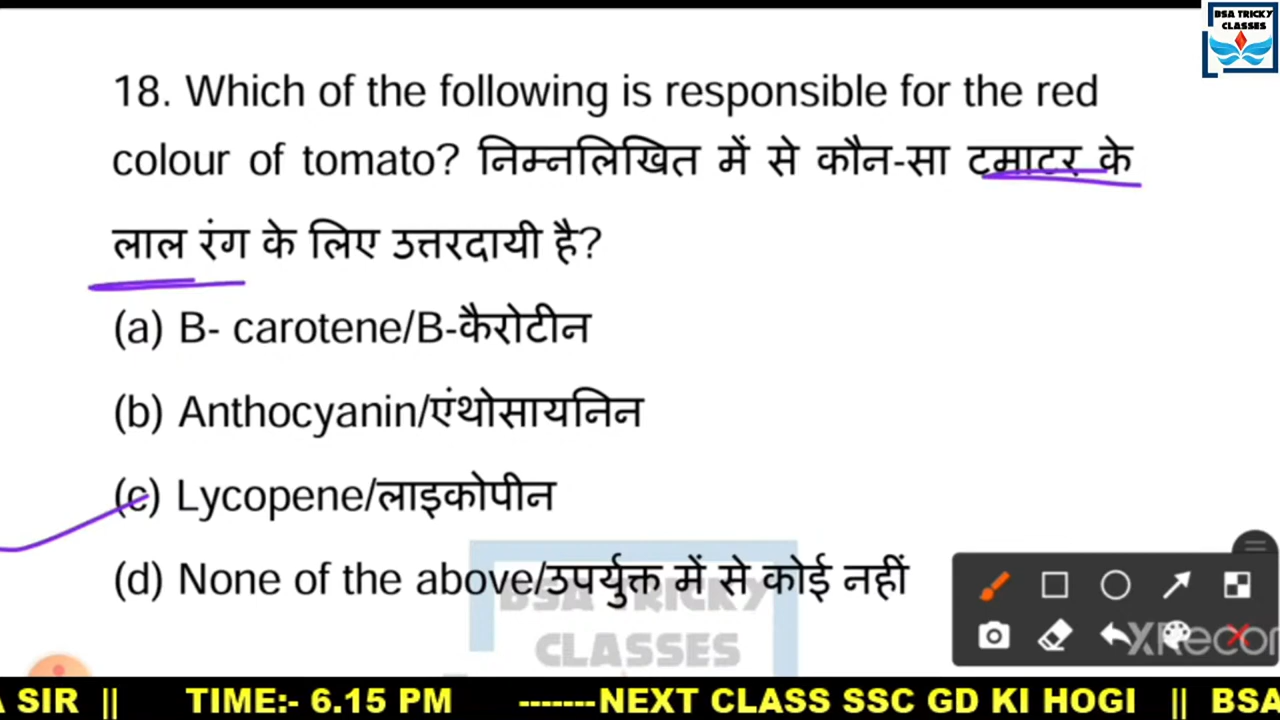 BSA TRICKY
CLASSES
18. Which of the following is responsible for the red
colour of tomato? निम्नलिखित में से कौन-सा टमाटर के
लाल रंग के लिए उत्तरदायी है?
(a) B- carotene/B-कैरोटीन
(b) Anthocyanin/एंथोसायनिन
(c) Lycopene/लाइकोपीन
(d) None of the above/उपर्युक्त में से कोई नहीं
BSA TRICKY
CLASSES
XRecor
A SIR || TIME:- 6.15 PM -------NEXT CLASS SSC GD KI HOGI || BSA